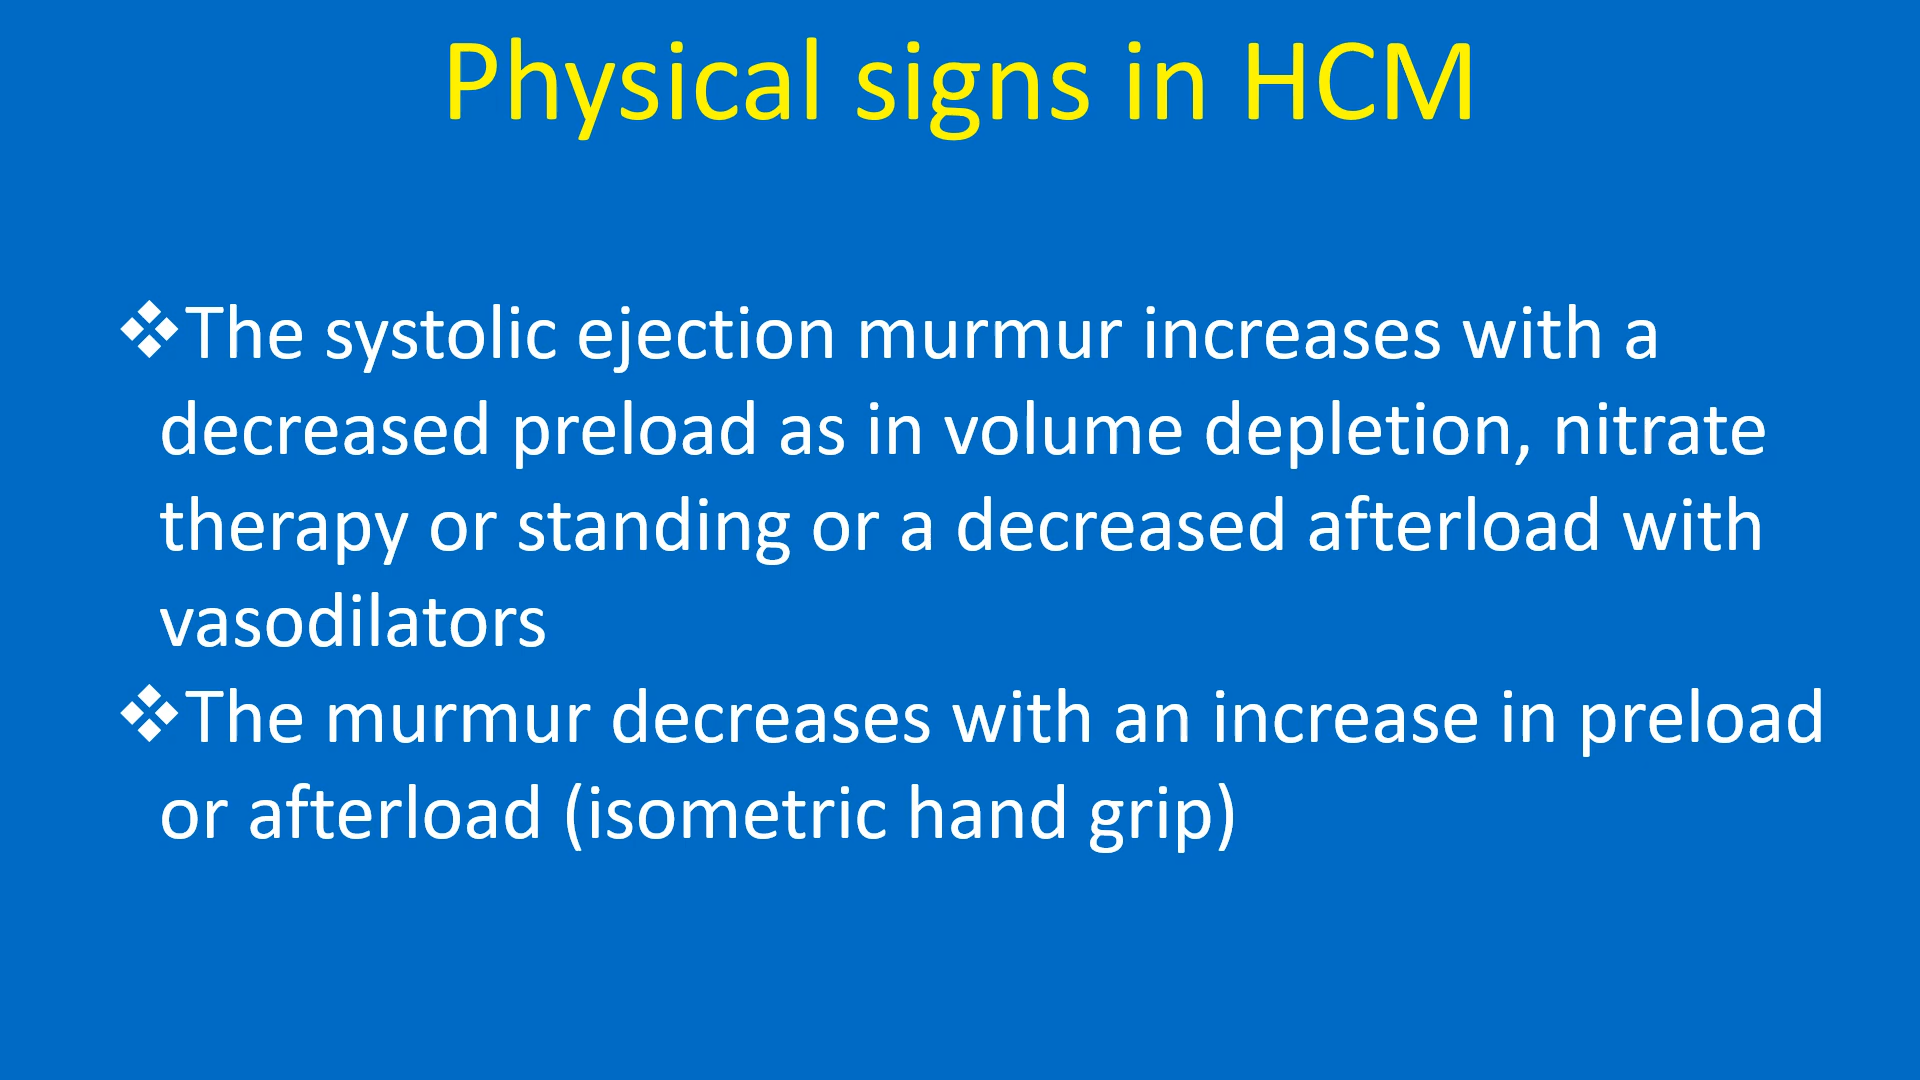 Physical signs in HCM
❖The systolic ejection murmur increases with a
decreased preload as in volume depletion, nitrate
therapy or standing or a decreased afterload with
vasodilators
❖The murmur decreases with an increase in preload
or afterload (isometric hand grip)